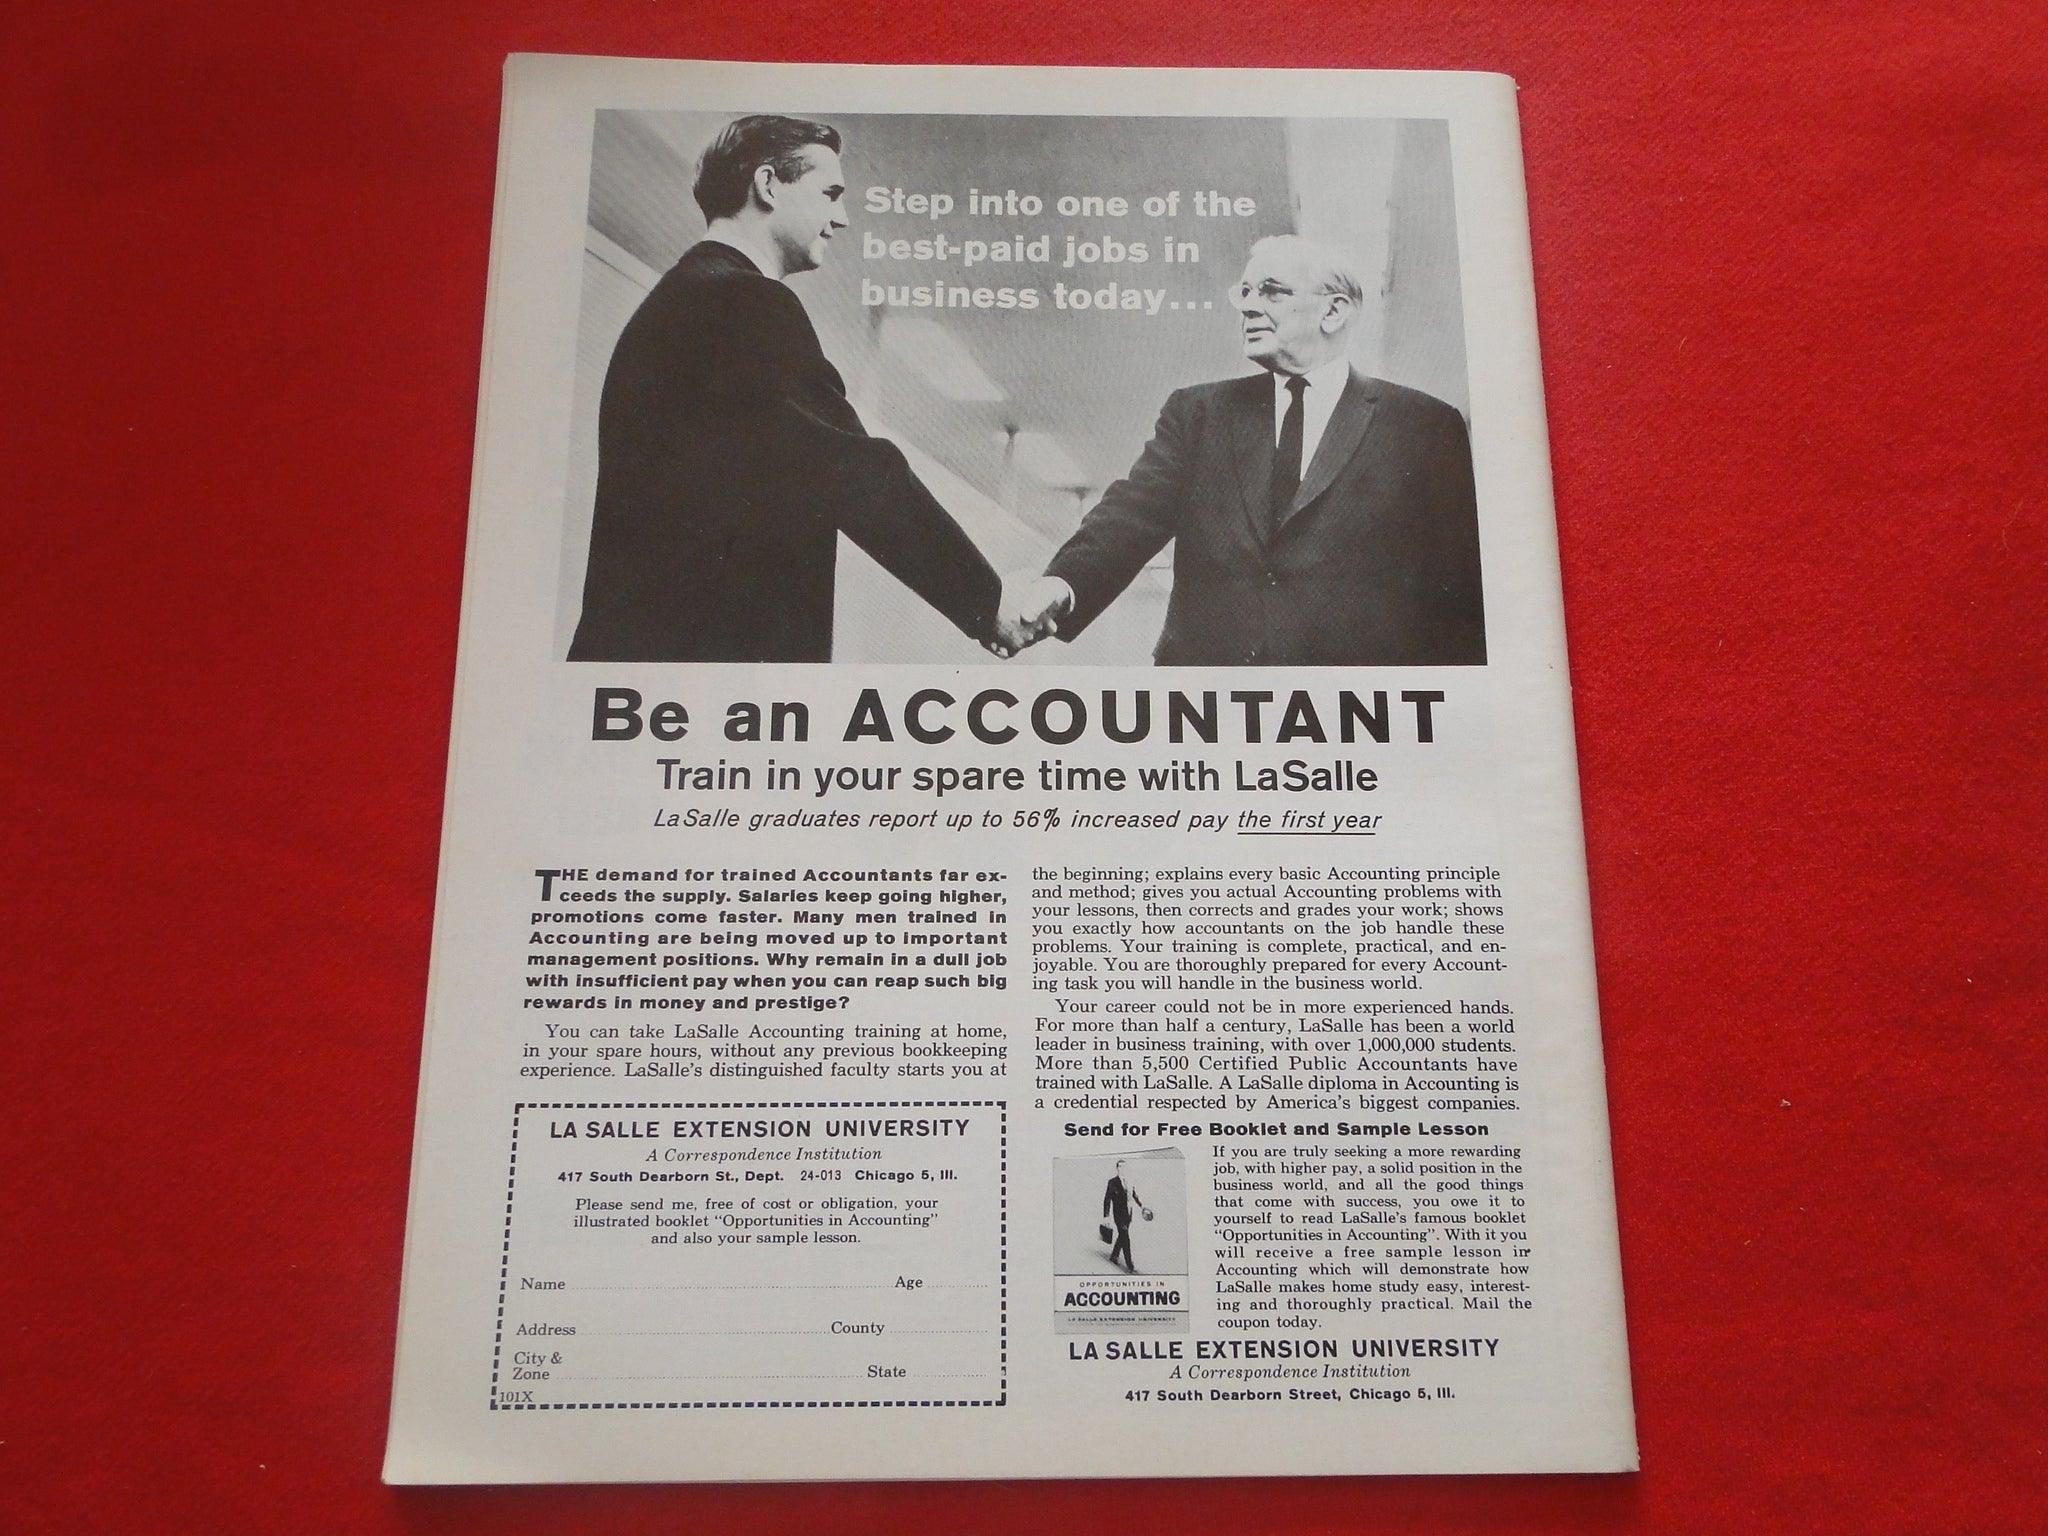 Step into one of the
best-paid jobs in
business today...
Be an ACCOUNTANT
Train in your spare time with LaSalle
LaSalle graduates report up to 56% increased pay the first year
THE demand for trained Accountants far ex-
ceeds the supply. Salaries keep going higher,
promotions come faster. Many men trained in
Accounting are being moved up to important
management positions. Why remain in a dull job
with insufficient pay when you can reap such big
rewards in money and prestige?
You can take LaSalle Accounting training at home,
in your spare hours, without any previous bookkeeping
experience. LaSalle's distinguished faculty starts you at
the beginning; explains every basic Accounting principle
and method; gives you actual Accounting problems with
your lessons, then corrects and grades your work; shows
you exactly how accountants on the job handle these
problems. Your training is complete, practical, and en-
joyable. You are thoroughly prepared for every Account-
ing task you will handle in the business world.
Your career could not be in more experienced hands.
For more than half a century, LaSalle has been a world
leader in business training, with over 1,000,000 students.
More than 5,500 Certified Public Accountants have
trained with LaSalle. A LaSalle diploma in Accounting is
a credential respected by America's biggest companies.
Send for Free Booklet and Sample Lesson
If you are truly seeking a more rewarding
job, with higher pay, a solid position in the
business world, and all the good things
that come with success, you owe it to
yourself to read LaSalle's famous booklet
"Opportunities in Accounting". With it you
will receive a free sample lesson in
Accounting which will demonstrate how
LaSalle makes home study easy, interest-
ing and thoroughly practical. Mail the
coupon today.
OPPORTUNITIES IN
ACCOUNTING
LA SALLE EXTENSION UNIVERSITY
LA SALLE EXTENSION UNIVERSITY
A Correspondence Institution
417 South Dearborn Street, Chicago 5, Ill.
LA SALLE EXTENSION UNIVERSITY
A Correspondence Institution
417 South Dearborn St., Dept. 24-013 Chicago 5, Ill.
Please send me, free of cost or obligation, your
illustrated booklet "Opportunities in Accounting"
and also your sample lesson.
Name Age
Address County
City &
Zone State
101X